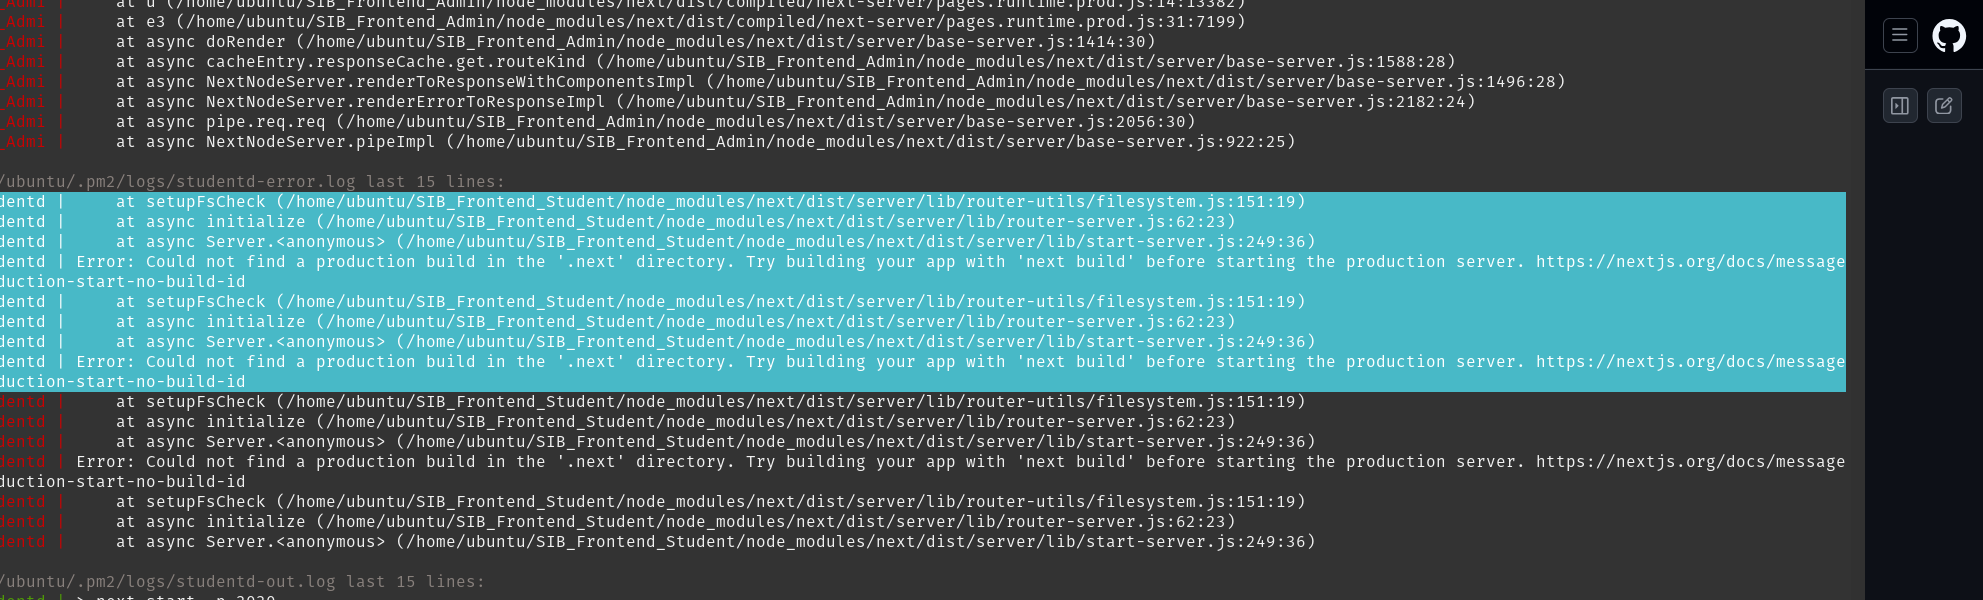 _Admi |     at u (/home/ubuntu/SIB_Frontend_Admin/node_modules/next/dist/compiled/next-server/pages.runtime.prod.js:14:13382)
_Admi |     at e3 (/home/ubuntu/SIB_Frontend_Admin/node_modules/next/dist/compiled/next-server/pages.runtime.prod.js:31:7199)
_Admi |     at async doRender (/home/ubuntu/SIB_Frontend_Admin/node_modules/next/dist/server/base-server.js:1414:30)
_Admi |     at async cacheEntry.responseCache.get.routeKind (/home/ubuntu/SIB_Frontend_Admin/node_modules/next/dist/server/base-server.js:1588:28)
_Admi |     at async NextNodeServer.renderToResponseWithComponentsImpl (/home/ubuntu/SIB_Frontend_Admin/node_modules/next/dist/server/base-server.js:1496:28)
_Admi |     at async NextNodeServer.renderErrorToResponseImpl (/home/ubuntu/SIB_Frontend_Admin/node_modules/next/dist/server/base-server.js:2182:24)
_Admi |     at async pipe.req.req (/home/ubuntu/SIB_Frontend_Admin/node_modules/next/dist/server/base-server.js:2056:30)
_Admi |     at async NextNodeServer.pipeImpl (/home/ubuntu/SIB_Frontend_Admin/node_modules/next/dist/server/base-server.js:922:25)
/ubuntu/.pm2/logs/studentd-error.log last 15 lines:
dentd |     at setupFsCheck (/home/ubuntu/SIB_Frontend_Student/node_modules/next/dist/server/lib/router-utils/filesystem.js:151:19)
dentd |     at async initialize (/home/ubuntu/SIB_Frontend_Student/node_modules/next/dist/server/lib/router-server.js:62:23)
dentd |     at async Server.<anonymous> (/home/ubuntu/SIB_Frontend_Student/node_modules/next/dist/server/lib/start-server.js:249:36)
dentd | Error: Could not find a production build in the '.next' directory. Try building your app with 'next build' before starting the production server. https://nextjs.org/docs/message
duction-start-no-build-id
dentd |     at setupFsCheck (/home/ubuntu/SIB_Frontend_Student/node_modules/next/dist/server/lib/router-utils/filesystem.js:151:19)
dentd |     at async initialize (/home/ubuntu/SIB_Frontend_Student/node_modules/next/dist/server/lib/router-server.js:62:23)
dentd |     at async Server.<anonymous> (/home/ubuntu/SIB_Frontend_Student/node_modules/next/dist/server/lib/start-server.js:249:36)
dentd | Error: Could not find a production build in the '.next' directory. Try building your app with 'next build' before starting the production server. https://nextjs.org/docs/message
duction-start-no-build-id
dentd |     at setupFsCheck (/home/ubuntu/SIB_Frontend_Student/node_modules/next/dist/server/lib/router-utils/filesystem.js:151:19)
dentd |     at async initialize (/home/ubuntu/SIB_Frontend_Student/node_modules/next/dist/server/lib/router-server.js:62:23)
dentd |     at async Server.<anonymous> (/home/ubuntu/SIB_Frontend_Student/node_modules/next/dist/server/lib/start-server.js:249:36)
dentd | Error: Could not find a production build in the '.next' directory. Try building your app with 'next build' before starting the production server. https://nextjs.org/docs/message
duction-start-no-build-id
dentd |     at setupFsCheck (/home/ubuntu/SIB_Frontend_Student/node_modules/next/dist/server/lib/router-utils/filesystem.js:151:19)
dentd |     at async initialize (/home/ubuntu/SIB_Frontend_Student/node_modules/next/dist/server/lib/router-server.js:62:23)
dentd |     at async Server.<anonymous> (/home/ubuntu/SIB_Frontend_Student/node_modules/next/dist/server/lib/start-server.js:249:36)
/ubuntu/.pm2/logs/studentd-out.log last 15 lines:
dentd | > next start -p 2020